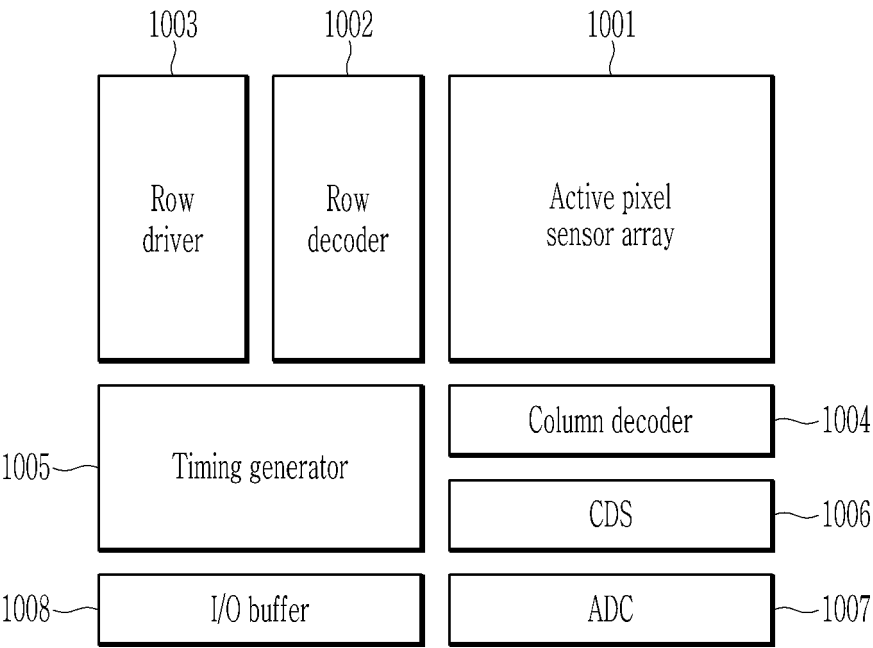 1003
1002
1001
Row
driver
Row
decoder
Active pixel
sensor array
Column decoder
1004
1005
Timing generator
CDS
1006
1008
I/O buffer
ADC
1007